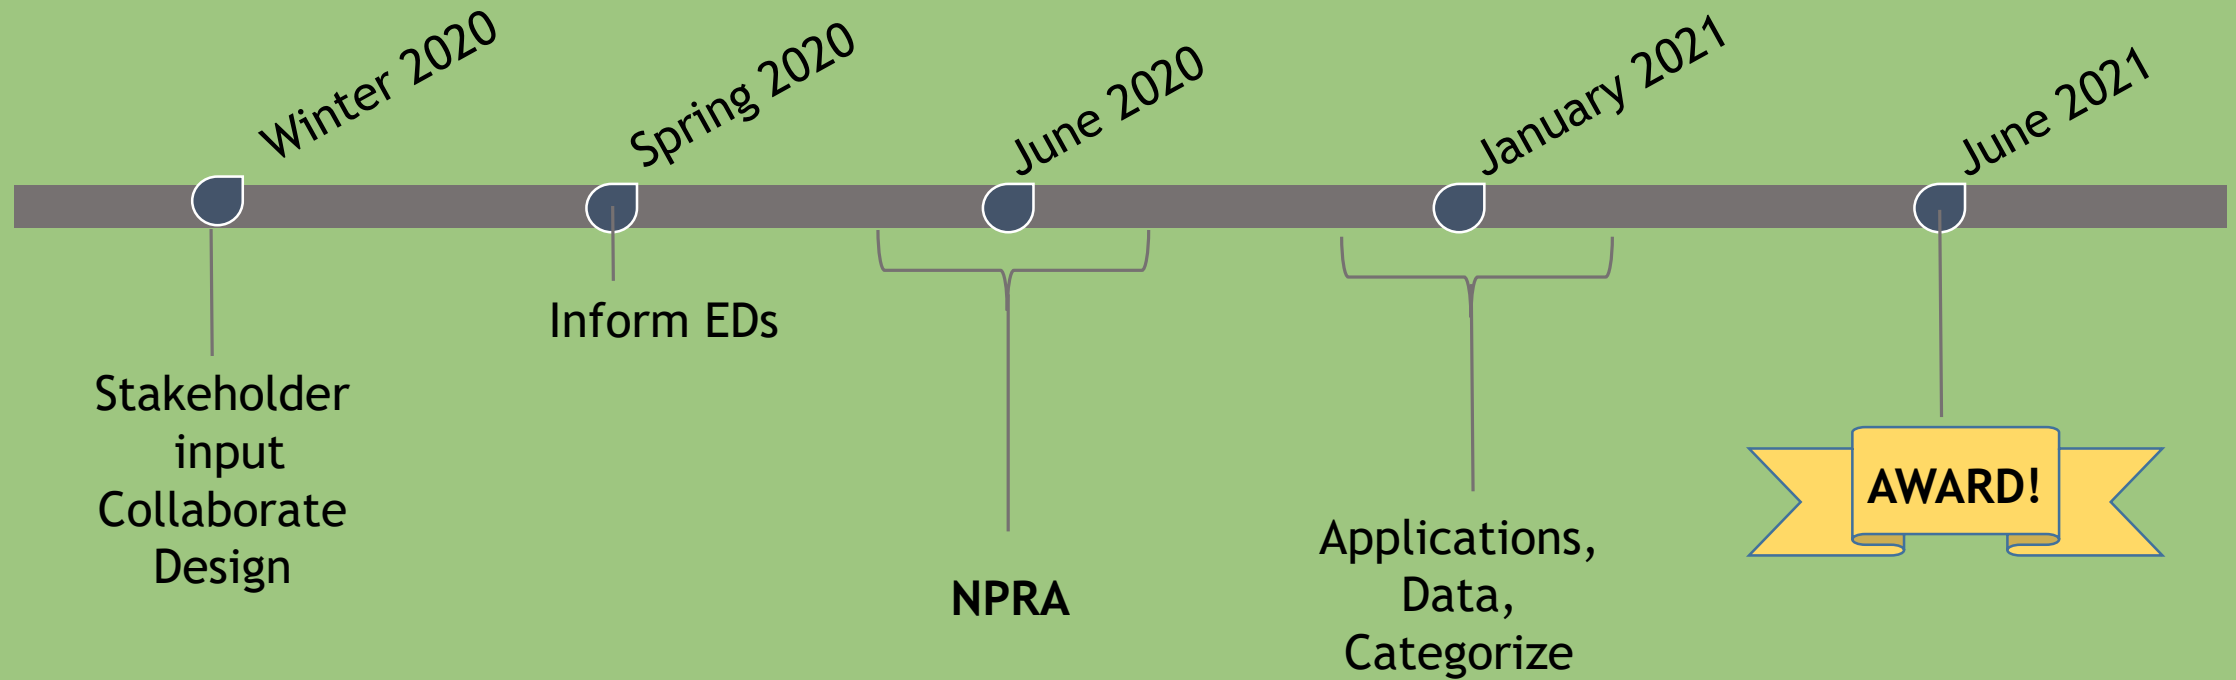 Winter 2020
Spring 2020
June 2020
January 2021
June 2021
Stakeholder
input
Collaborate
Design
Inform EDs
NPRA
Applications,
Data,
Categorize
AWARD!